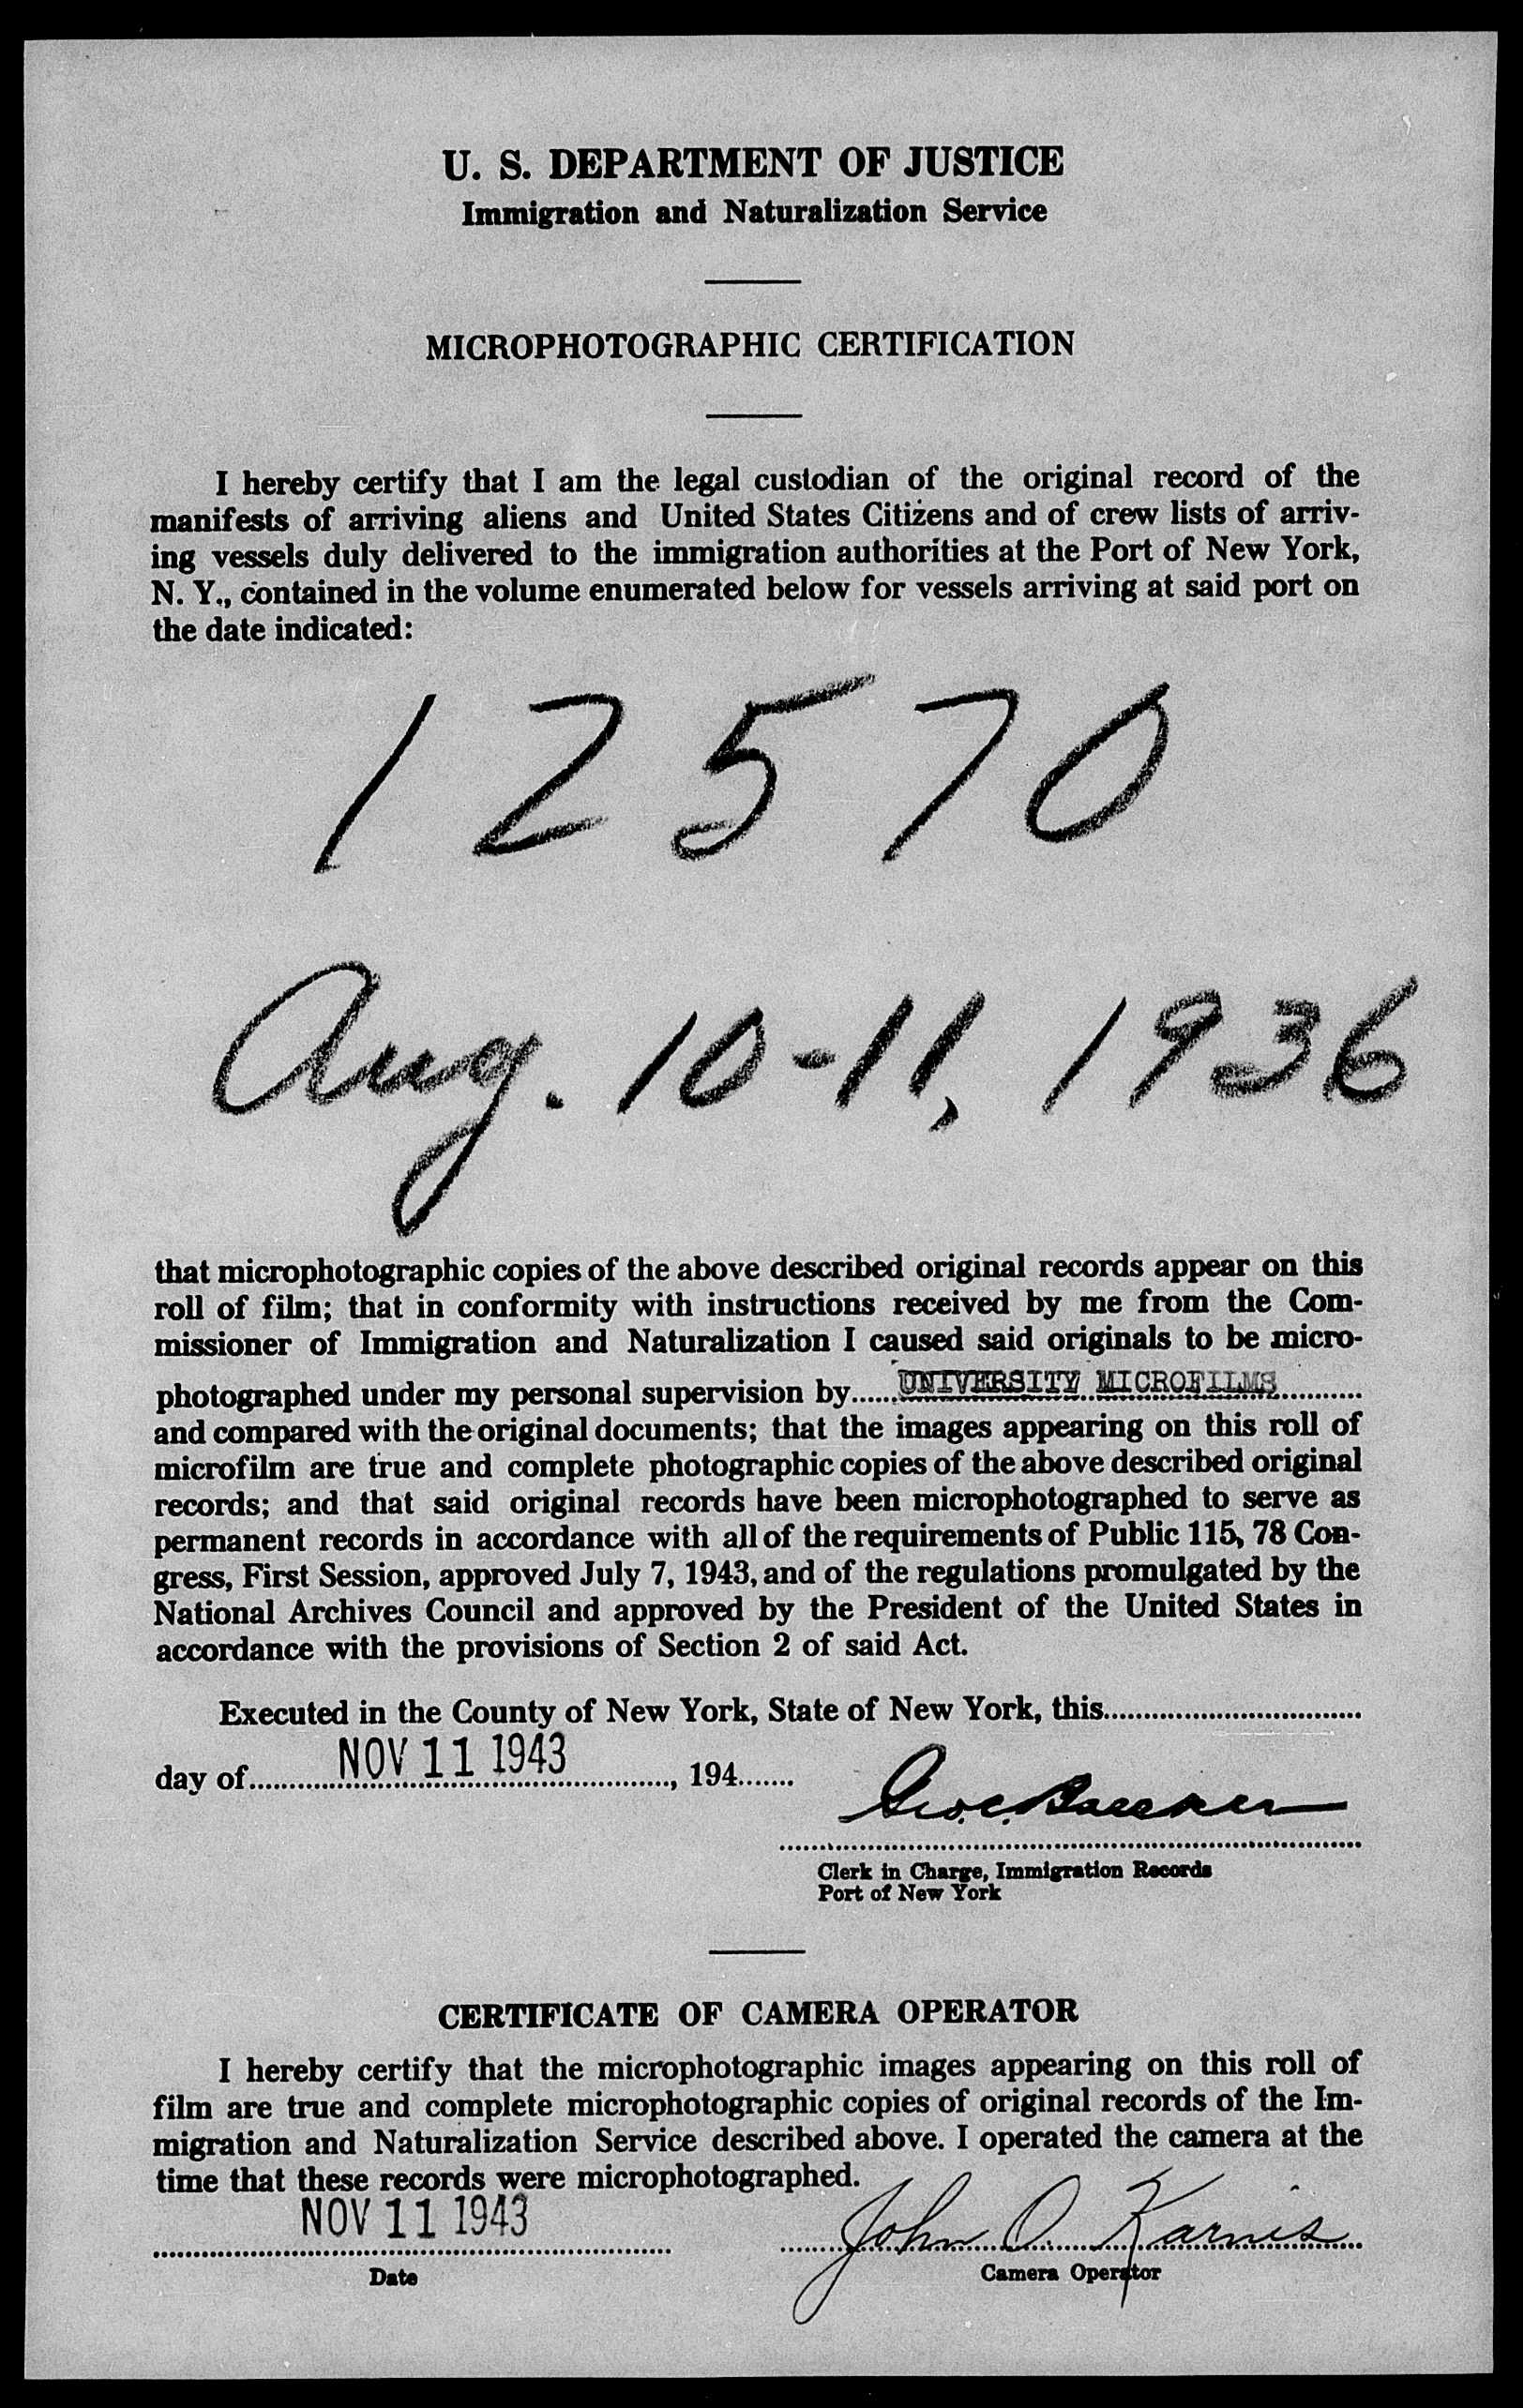 U. S. DEPARTMENT OF JUSTICE
Immigration and Naturalization Service
MICROPHOTOGRAPHIC CERTIFICATION
I hereby certify that I am the legal custodian of the original record of the
manifests of arriving aliens and United States Citizens and of crew lists of arriv-
ing vessels duly delivered to the immigration authorities at the Port of New York,
N. Y., contained in the volume enumerated below for vessels arriving at said port on
the date indicated:
12570
Aug. 10-11, 1936
that microphotographic copies of the above described original records appear on this
roll of film; that in conformity with instructions received by me from the Com-
missioner of Immigration and Naturalization I caused said originals to be micro-
photographed under my personal supervision by UNIVERSITY MICROFILMS
and compared with the original documents; that the images appearing on this roll of
microfilm are true and complete photographic copies of the above described original
records; and that said original records have been microphotographed to serve as
permanent records in accordance with all of the requirements of Public 115, 78 Con-
gress, First Session, approved July 7, 1943, and of the regulations promulgated by the
National Archives Council and approved by the President of the United States in
accordance with the provisions of Section 2 of said Act.
Executed in the County of New York, State of New York, this
day of NOV 11 1943, 194
Clerk in Charge, Immigration Records
Port of New York
CERTIFICATE OF CAMERA OPERATOR
I hereby certify that the microphotographic images appearing on this roll of
film are true and complete microphotographic copies of original records of the Im-
migration and Naturalization Service described above. I operated the camera at the
time that these records were microphotographed.
NOV 11 1943 John O. Karnis
Date Camera Operator